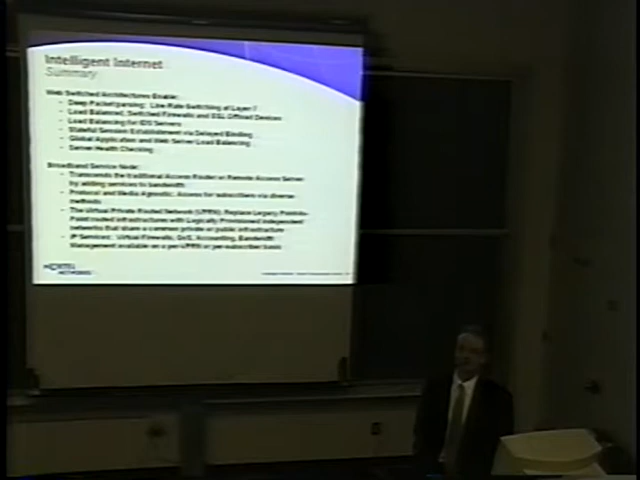 Intelligent Internet
Summary
Web Switched Architectures Enable:
• Deep Packet parsing: Line Rate Switching at Layer 7
• Load Balanced, Switched Firewalls and SSL Offload Devices
• Load Balancing for IDS Servers
• Stateful Session Establishment via Delayed Binding
• Global Application and Web Server Load Balancing
• Server Health Checking
Broadband Service Node:
• Transcends the traditional Access Router or Remote Access Server
by adding services to bandwidth
• Protocol and Media Agnostic: Access for subscribers via diverse
methods
• The Virtual Private Routed Network (VPRN): Replace Legacy Point-to-
Point routed infrastructures with Logically Provisioned independent
networks that share a common private or public infrastructure
• IP Services: Virtual Firewalls, QoS, Accounting, Bandwidth
Management available on a per-VPRN or per-subscriber basis
NORTEL
NETWORKS